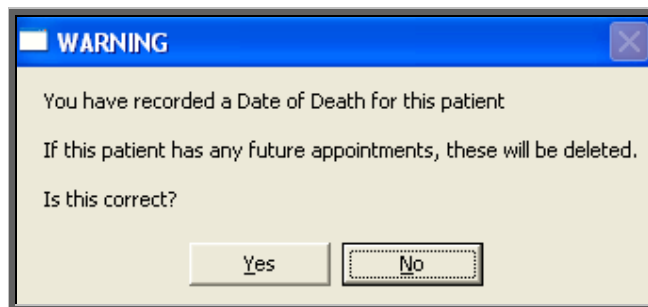 WARNING
You have recorded a Date of Death for this patient
If this patient has any future appointments, these will be deleted.
Is this correct?
Yes No